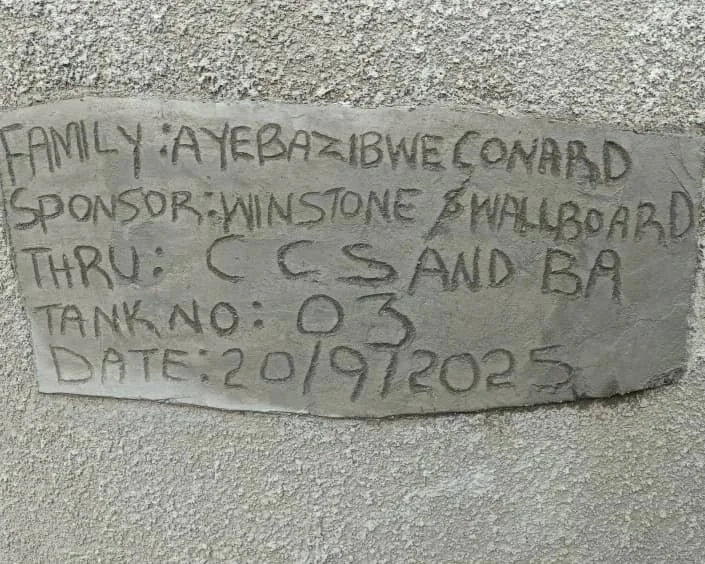 FAMILY: AYEBAZIBWE CONARD
SPONSOR: WINSTONE WALLBOARD
THRU: C C S AND BA
TANK NO: 03
DATE: 20/9/2025